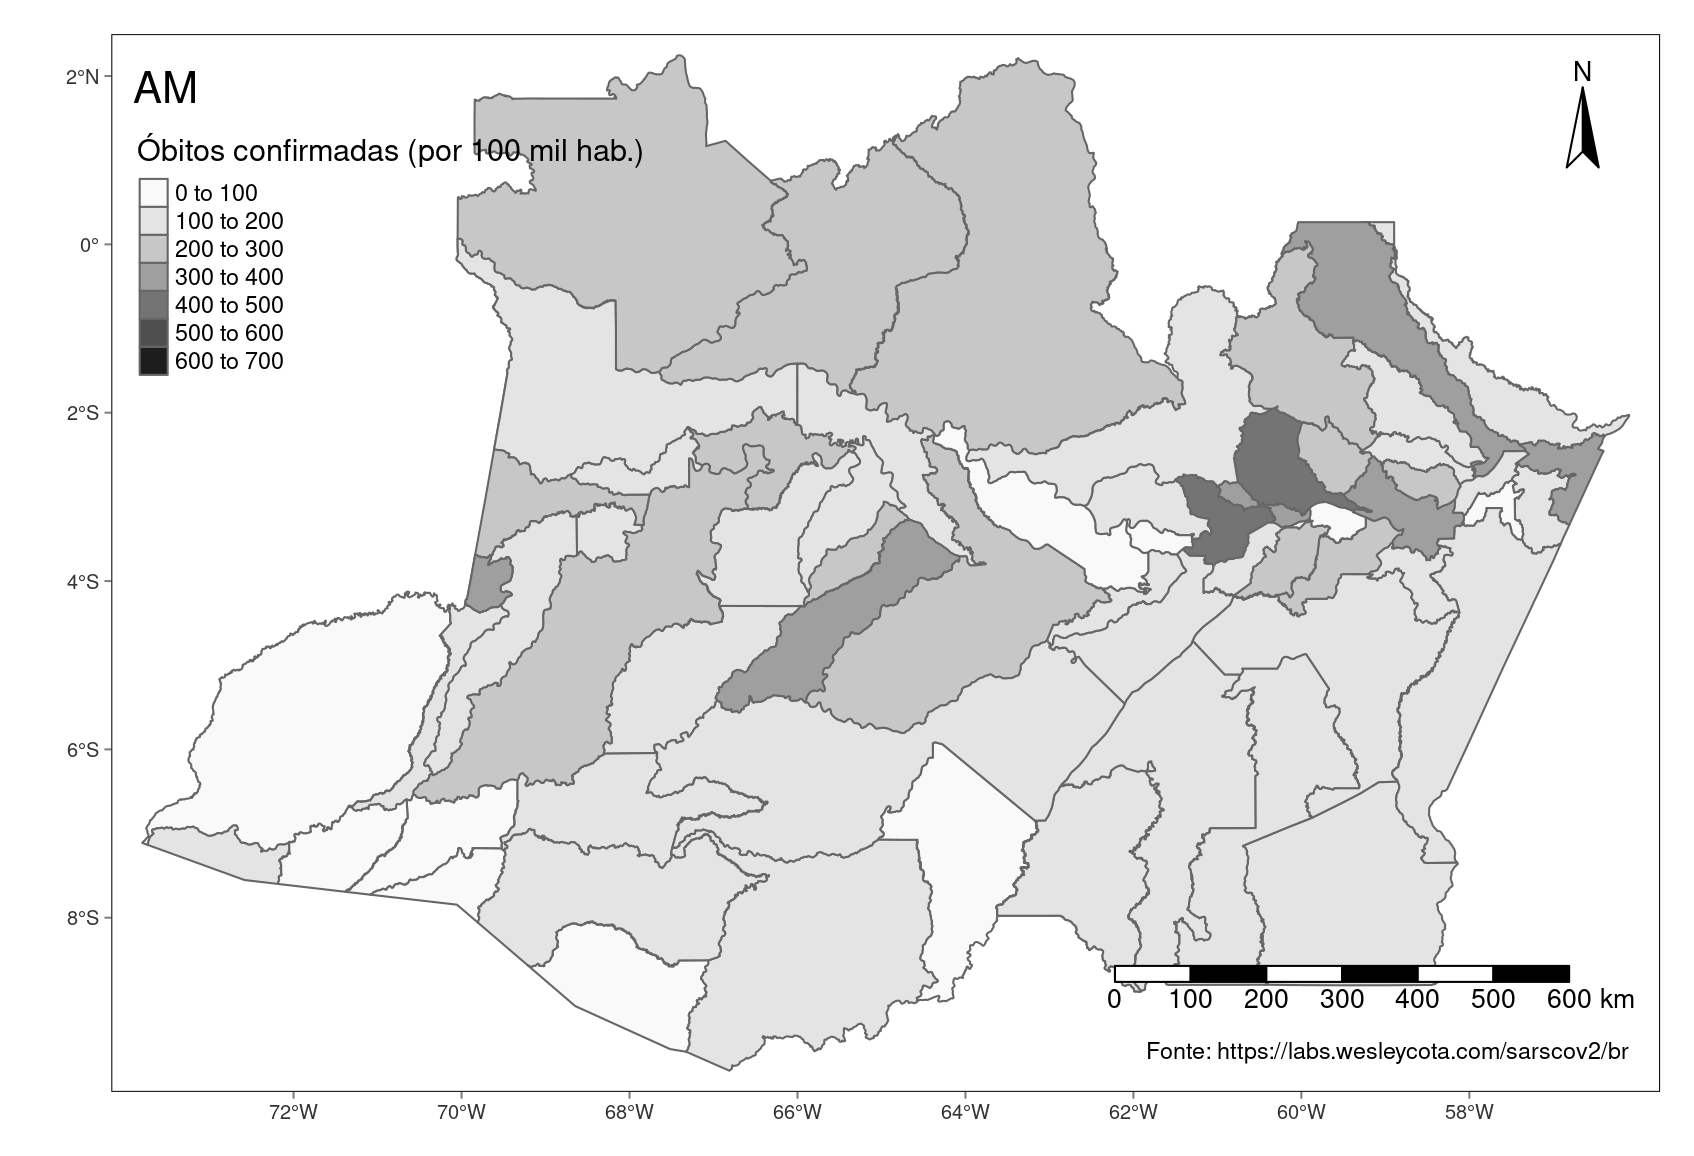 AM
N
Óbitos confirmadas (por 100 mil hab.)
0 to 100
100 to 200
200 to 300
300 to 400
400 to 500
500 to 600
600 to 700
2°N
0°
2°S
4°S
6°S
8°S
0 100 200 300 400 500 600 km
Fonte: https://labs.wesleycota.com/sarscov2/br
72°W 70°W 68°W 66°W 64°W 62°W 60°W 58°W